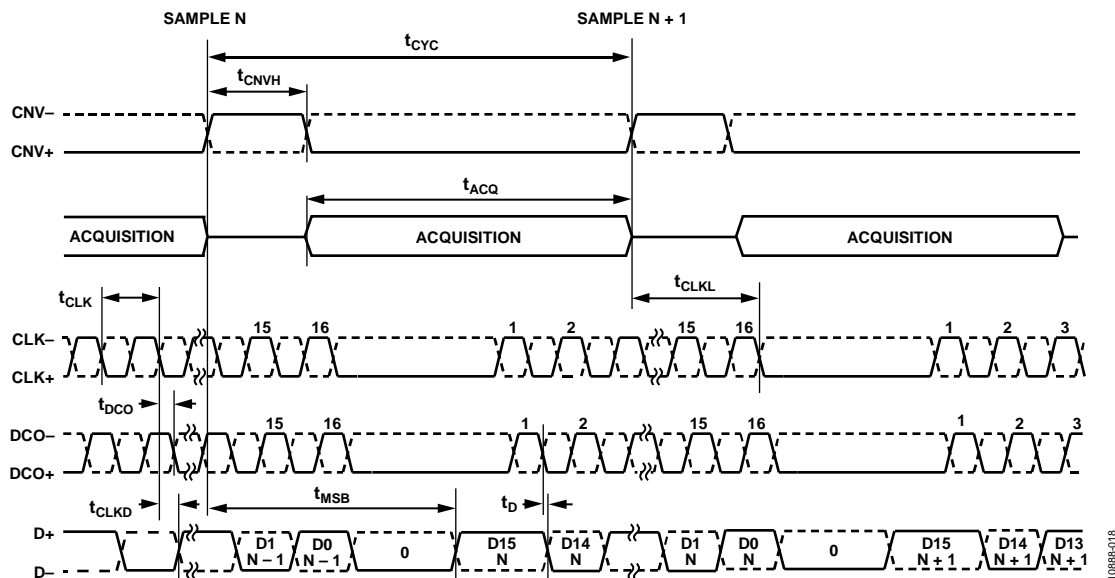 SAMPLE N SAMPLE N + 1
tCYC
tCNVH
CNV–
CNV+
tACQ
ACQUISITION ACQUISITION ACQUISITION
tCLK
tCLKL
15 16 1 2 15 16 1 2 3
CLK–
CLK+
tDCO
15 16 1 2 15 16 1 2 3
DCO–
DCO+
tCLKD
tMSB
tD
D+
D–
D1 N – 1
D0 N – 1
0
D15 N
D14 N
D1 N
D0 N
0
D15 N + 1
D14 N + 1
D13 N + 1
10888-018